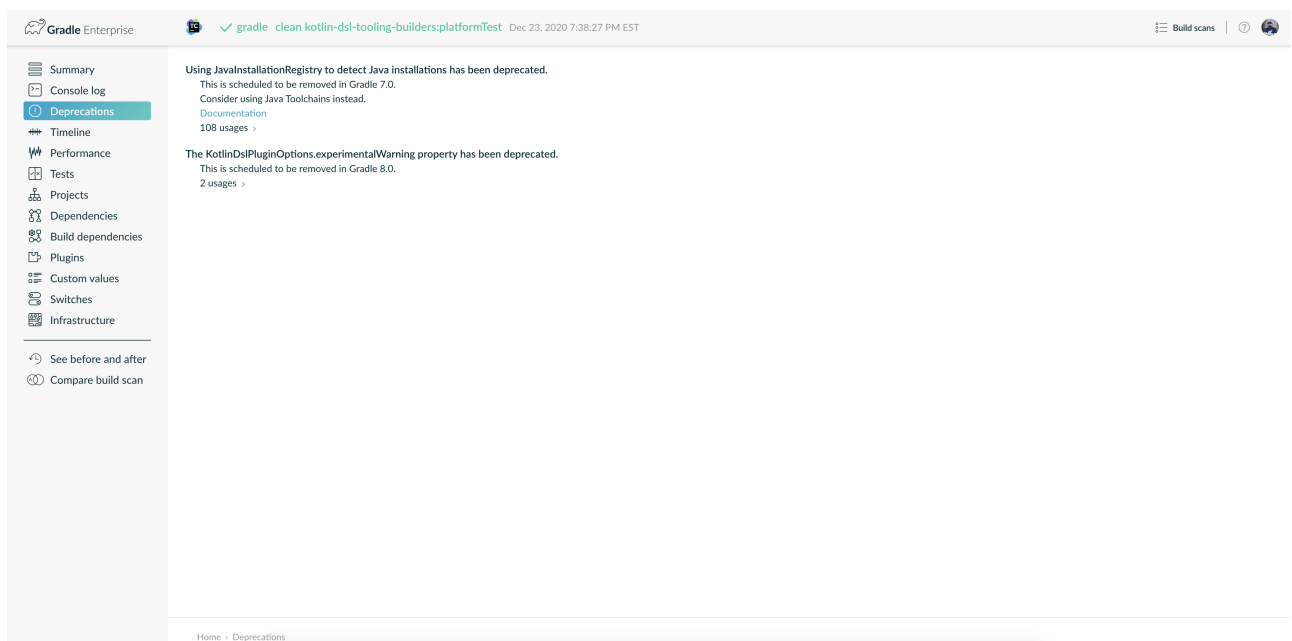 Gradle Enterprise
gradle clean kotlin-dsl-tooling-builders:platformTest Dec 23, 2020 7:38:27 PM EST
Build scans
Summary
Console log
Deprecations
Timeline
Performance
Tests
Projects
Dependencies
Build dependencies
Plugins
Custom values
Switches
Infrastructure
See before and after
Compare build scan
Using JavaInstallationRegistry to detect Java installations has been deprecated.
This is scheduled to be removed in Gradle 7.0.
Consider using Java Toolchains instead.
Documentation
108 usages ›
The KotlinDslPluginOptions.experimentalWarning property has been deprecated.
This is scheduled to be removed in Gradle 8.0.
2 usages ›
Home › Deprecations